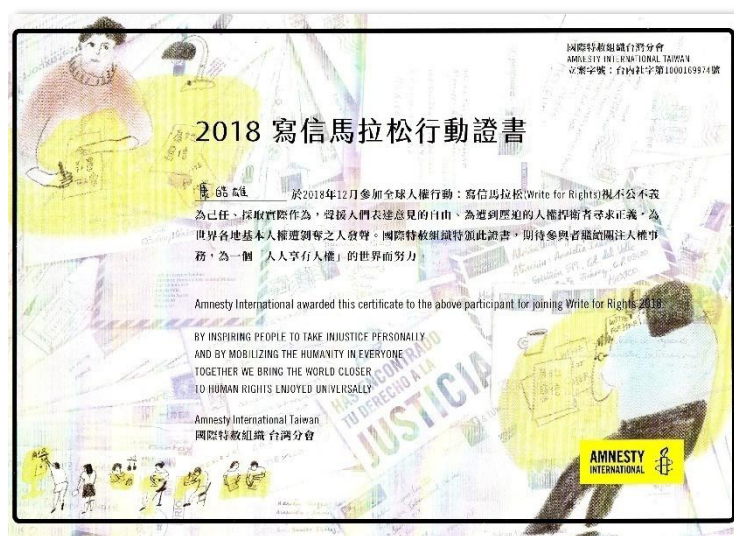 國際特赦組織台灣分會
AMNESTY INTERNATIONAL TAIWAN
立案字號：台內社字第1000169974號
2018 寫信馬拉松行動證書
康皓雄 於2018年12月參加全球人權行動：寫信馬拉松(Write for Rights)視不公不義
為己任、採取實際作為，聲援人們表達意見的自由、為遭到壓迫的人權捍衛者尋求正義，為
世界各地基本人權遭剝奪之人發聲。國際特赦組織特頒此證書，期待參與者繼續關注人權事
務，為一個「人人享有人權」的世界而努力。
Amnesty International awarded this certificate to the above participant for joining Write for Rights 2018.
BY INSPIRING PEOPLE TO TAKE INJUSTICE PERSONALLY
AND BY MOBILIZING THE HUMANITY IN EVERYONE
TOGETHER WE BRING THE WORLD CLOSER
TO HUMAN RIGHTS ENJOYED UNIVERSALLY
HAS ENCONTRADO
TU DERECHO A LA
JUSTICIA
Amnesty International Taiwan
國際特赦組織 台灣分會
AMNESTY
INTERNATIONAL